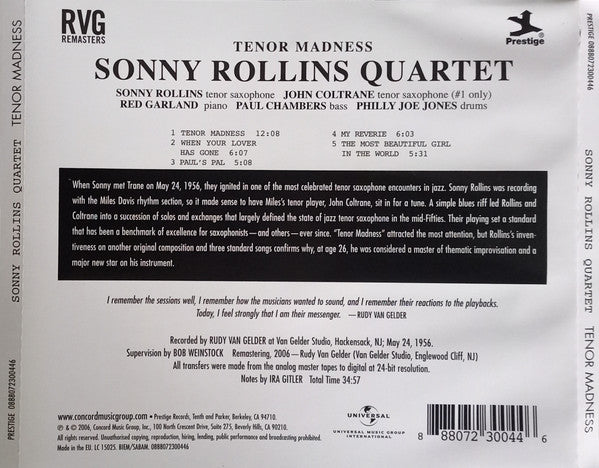 RVG
REMASTERS
Prestige
TENOR MADNESS
SONNY ROLLINS QUARTET
SONNY ROLLINS tenor saxophone JOHN COLTRANE tenor saxophone (#1 only)
RED GARLAND piano PAUL CHAMBERS bass PHILLY JOE JONES drums
1 TENOR MADNESS 12:08
2 WHEN YOUR LOVER
HAS GONE 6:07
3 PAUL'S PAL 5:08
4 MY REVERIE 6:03
5 THE MOST BEAUTIFUL GIRL
IN THE WORLD 5:31
When Sonny met Trane on May 24, 1956, they ignited in one of the most celebrated tenor saxophone encounters in jazz. Sonny Rollins was recording
with the Miles Davis rhythm section, so it made sense to have Miles's tenor player, John Coltrane, sit in for a tune. A simple blues riff led Rollins and
Coltrane into a succession of solos and exchanges that largely defined the state of jazz tenor saxophone in the mid-Fifties. Their playing set a standard
that has been a benchmark of excellence for saxophonists—and others—ever since. "Tenor Madness" attracted the most attention, but Rollins's inven-
tiveness on another original composition and three standard songs confirms why, at age 26, he was considered a master of thematic improvisation and a
major new star on his instrument.
I remember the sessions well, I remember how the musicians wanted to sound, and I remember their reactions to the playbacks.
Today, I feel strongly that I am their messenger. —RUDY VAN GELDER
Recorded by RUDY VAN GELDER at Van Gelder Studio, Hackensack, NJ; May 24, 1956.
Supervision by BOB WEINSTOCK Remastering, 2006—Rudy Van Gelder (Van Gelder Studio, Englewood Cliff, NJ)
All transfers were made from the analog master tapes to digital at 24-bit resolution.
Notes by IRA GITLER Total Time 34:57
www.concordmusicgroup.com • Prestige Records, Tenth and Parker, Berkeley, CA 94710.
℗ & © 2006, Concord Music Group, Inc., 100 North Crescent Drive, Suite 275, Beverly Hills, CA 90210.
All rights reserved. Unauthorised copying, reproduction, hiring, lending, public performance and broadcasting prohibited.
Made in the EU. LC 15025. BIEM/SABAM. 0888072300446
UNIVERSAL
UNIVERSAL MUSIC GROUP
8 88072 30044 6
PRESTIGE 0888072300446 SONNY ROLLINS QUARTET TENOR MADNESS
PRESTIGE 0888072300446 SONNY ROLLINS QUARTET TENOR MADNESS